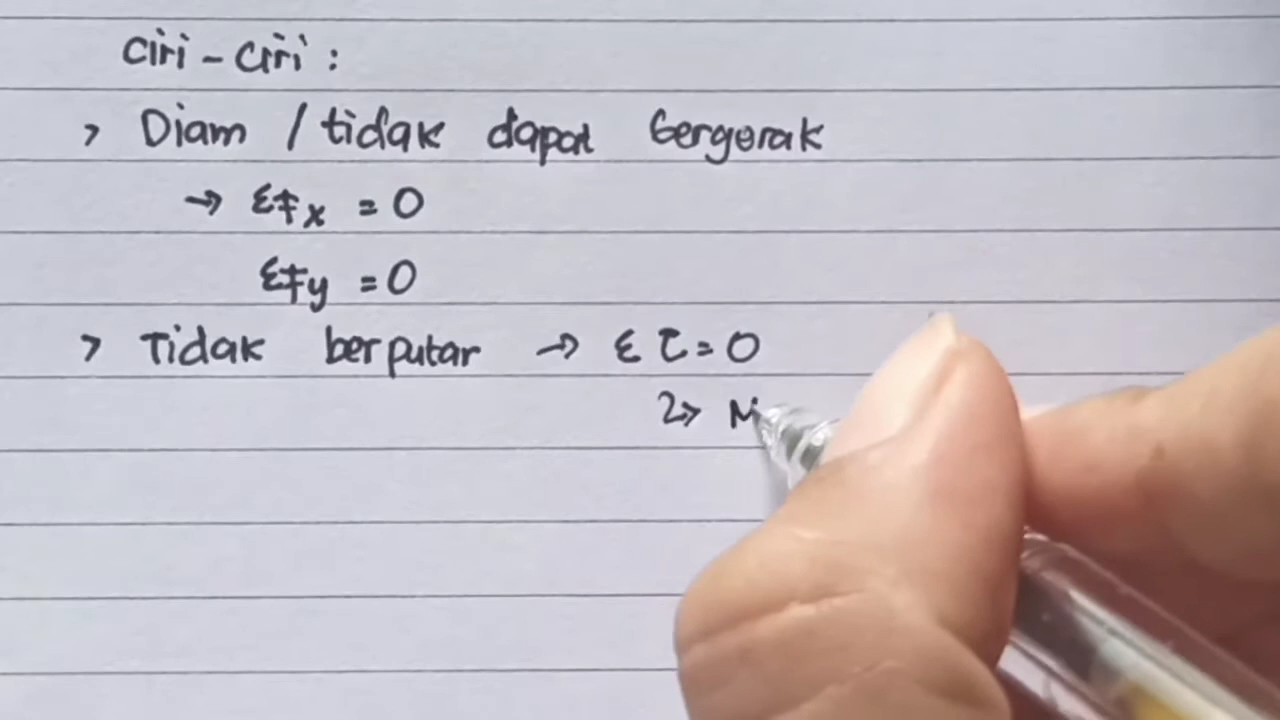 Ciri - Ciri :
> Diam / tidak dapat bergerak
→ ΣFx = 0
ΣFy = 0
> Tidak berputar → Στ = 0